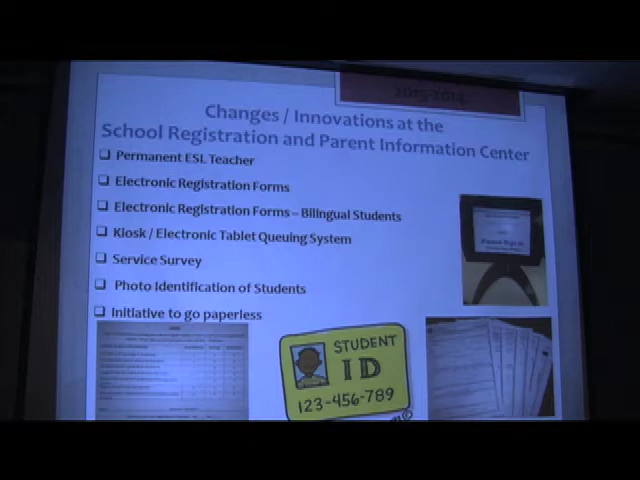 2013-2014
Changes / Innovations at the
School Registration and Parent Information Center
Permanent ESL Teacher
Electronic Registration Forms
Electronic Registration Forms – Bilingual Students
Kiosk / Electronic Tablet Queuing System
Service Survey
Photo Identification of Students
Initiative to go paperless
STUDENT
ID
123-456-789